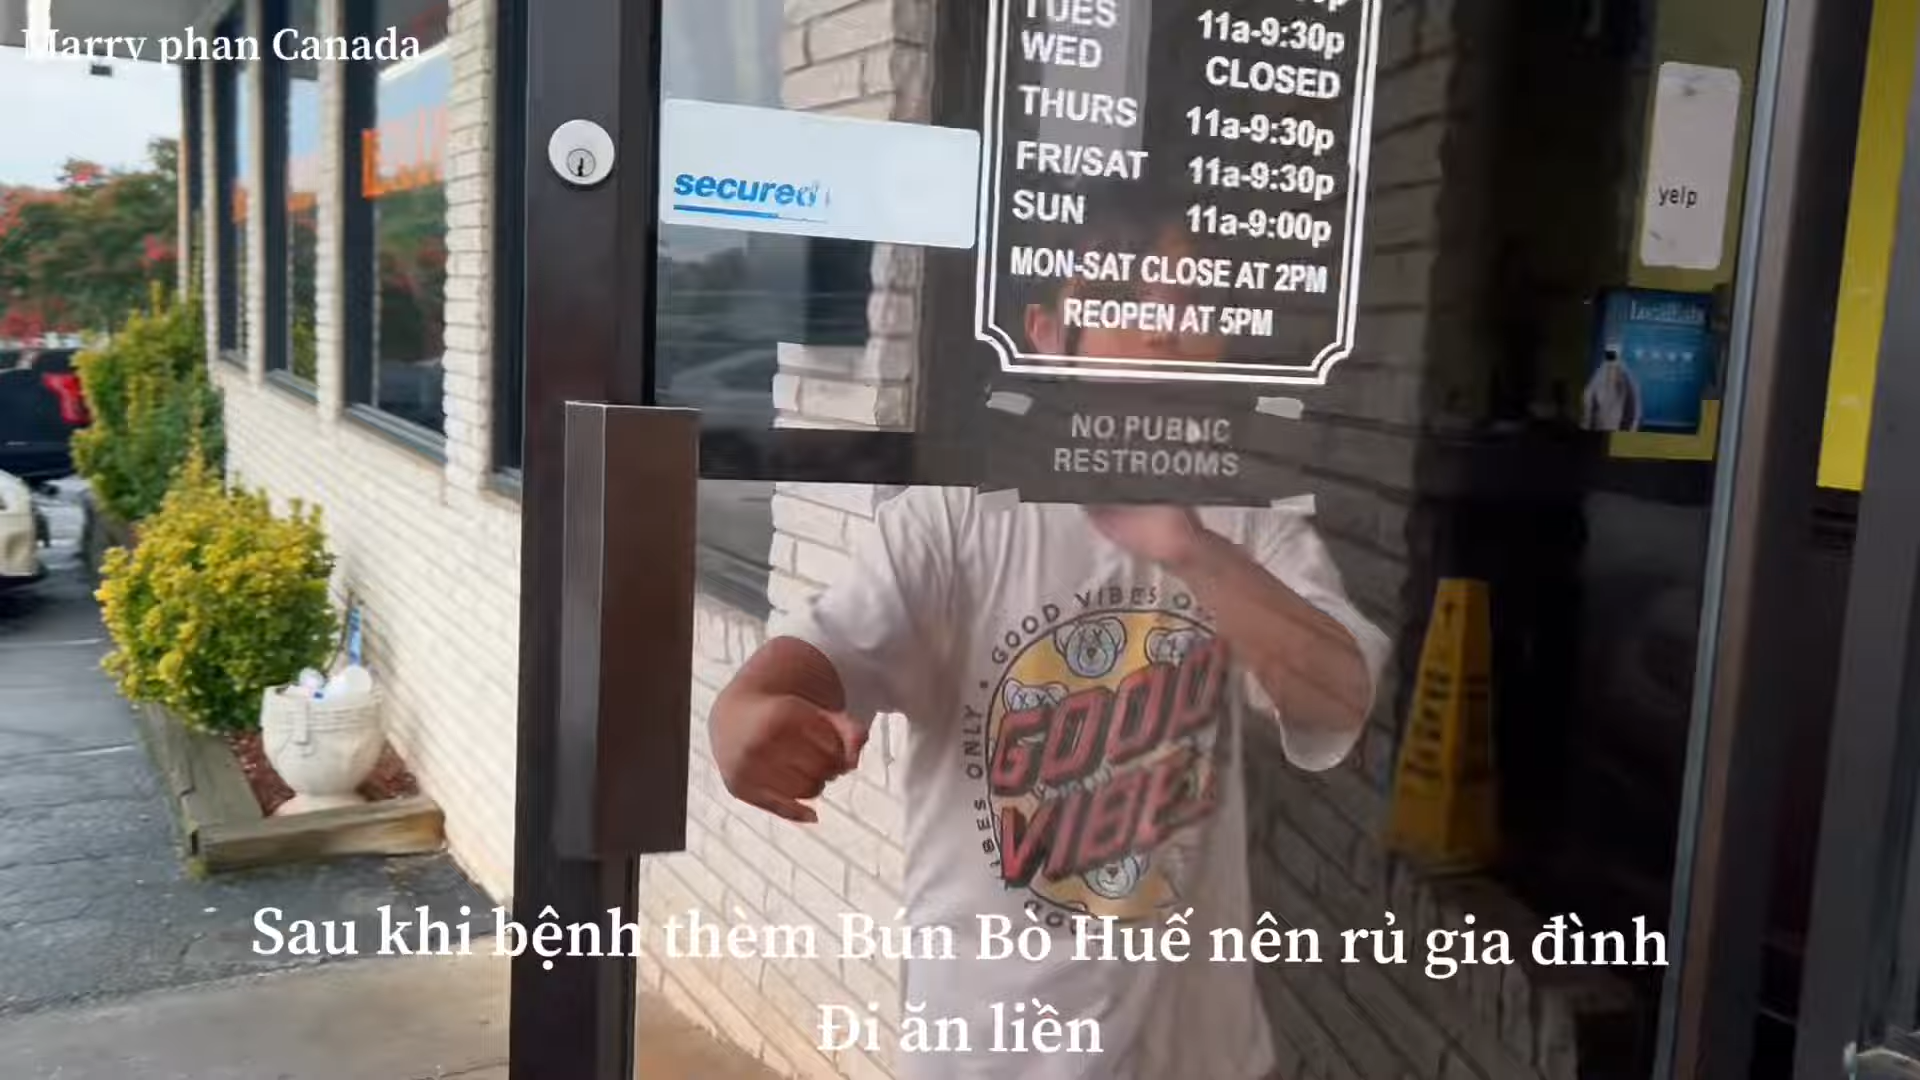 Marry phan Canada
TUES 11a-9:30p
WED CLOSED
THURS 11a-9:30p
FRI/SAT 11a-9:30p
SUN 11a-9:00p
MON-SAT CLOSE AT 2PM
REOPEN AT 5PM
secured
yelp
NO PUBLIC
RESTROOMS
GOOD VIBES
GOOD
VIBES
ONLY
Sau khi bệnh thèm Bún Bò Huế nên rủ gia đình
Đi ăn liền